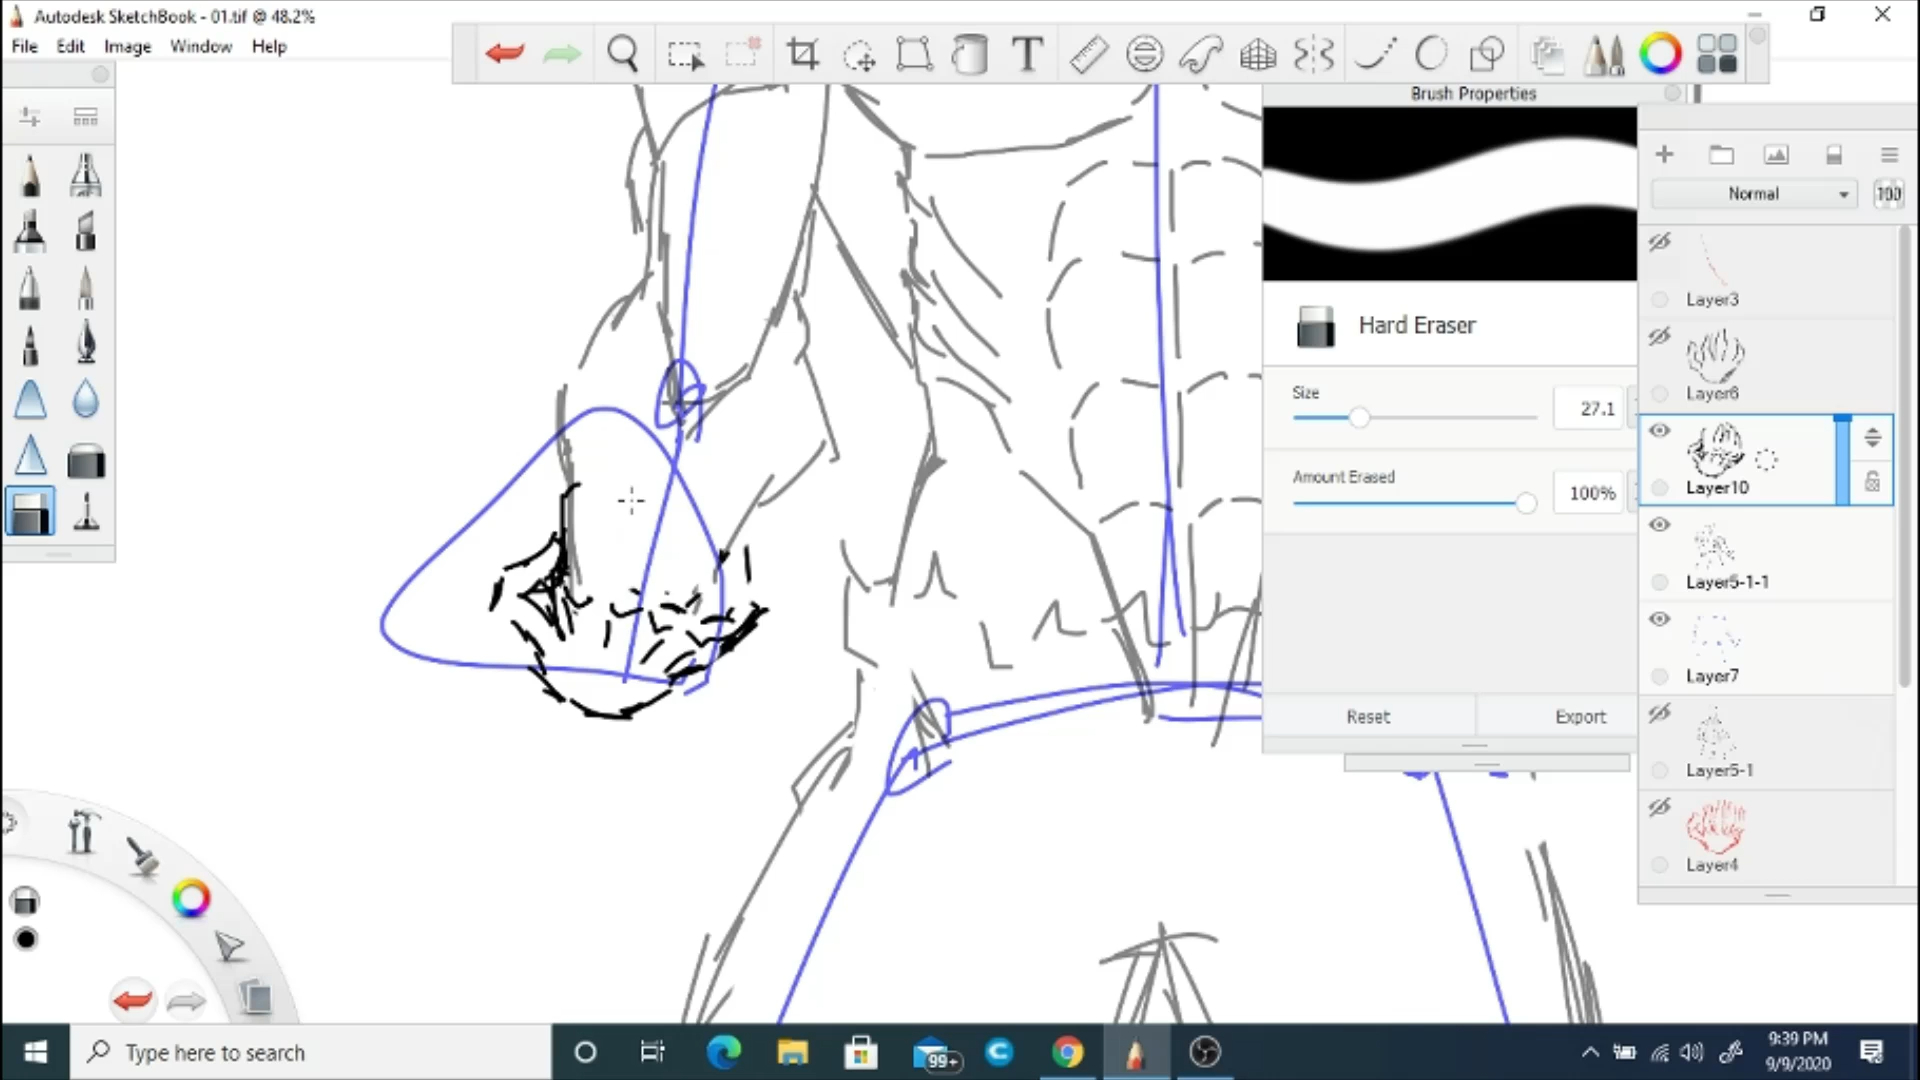 Autodesk SketchBook - 01.tif @ 48.2%
File Edit Image Window Help
T
Brush Properties
Normal 100
Hard Eraser
Size
27.1
Amount Erased
100%
Reset Export
Layer3
Layer6
Layer10
Layer5-1-1
Layer7
Layer5-1
Layer4
Type here to search
99+
9:39 PM
9/9/2020